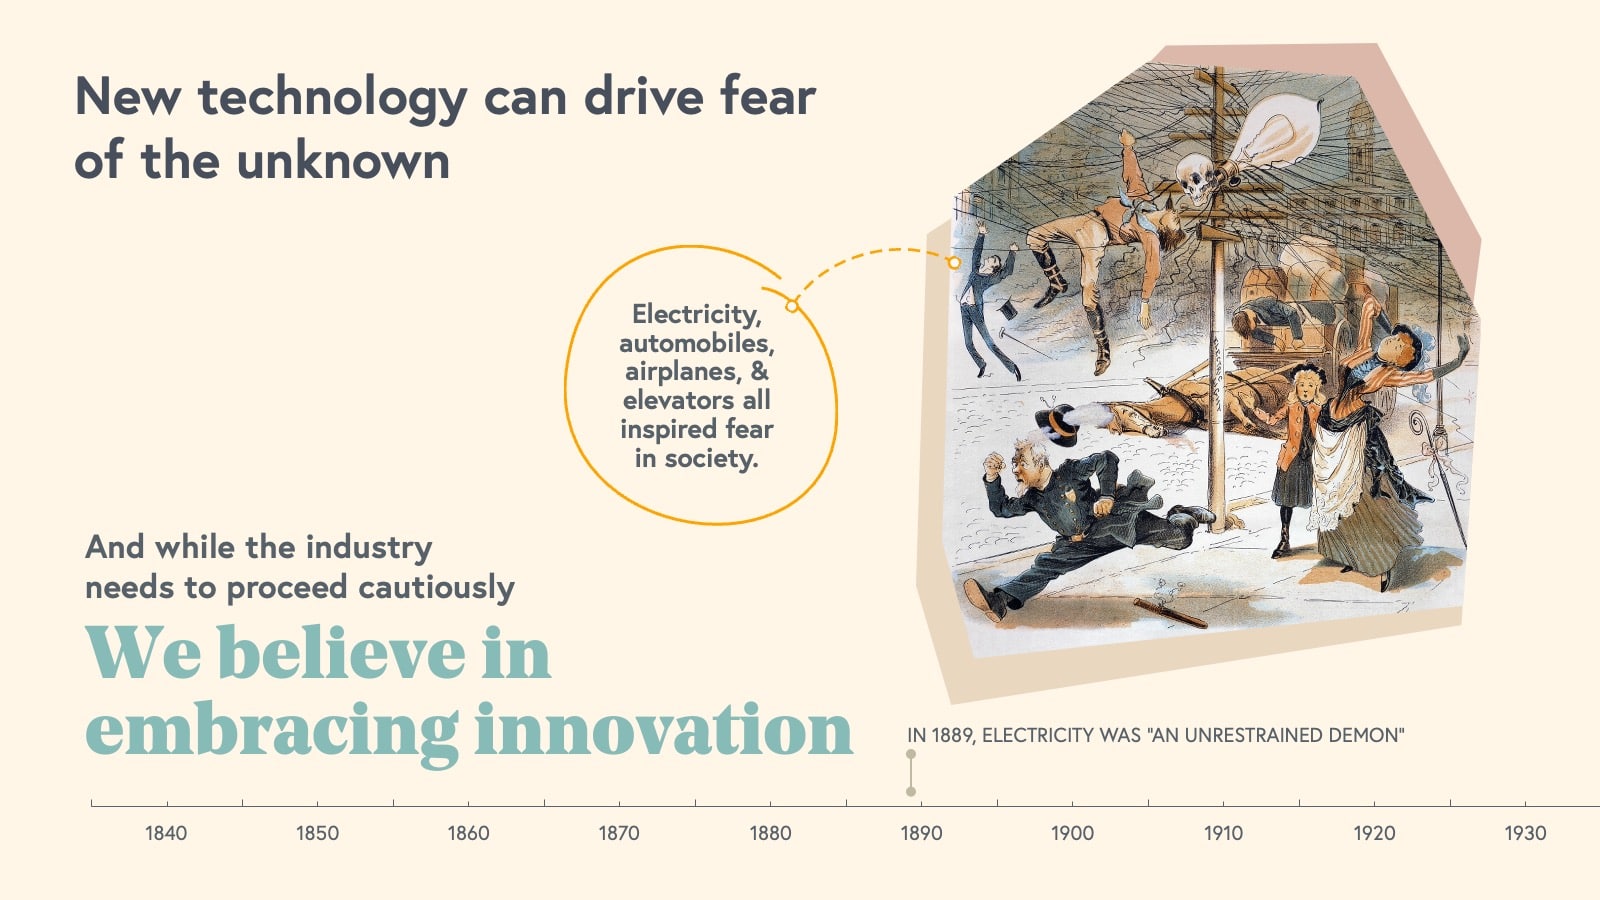 New technology can drive fear
of the unknown
Electricity,
automobiles,
airplanes, &
elevators all
inspired fear
in society.
And while the industry
needs to proceed cautiously
We believe in
embracing innovation
IN 1889, ELECTRICITY WAS "AN UNRESTRAINED DEMON"
1840 1850 1860 1870 1880 1890 1900 1910 1920 1930